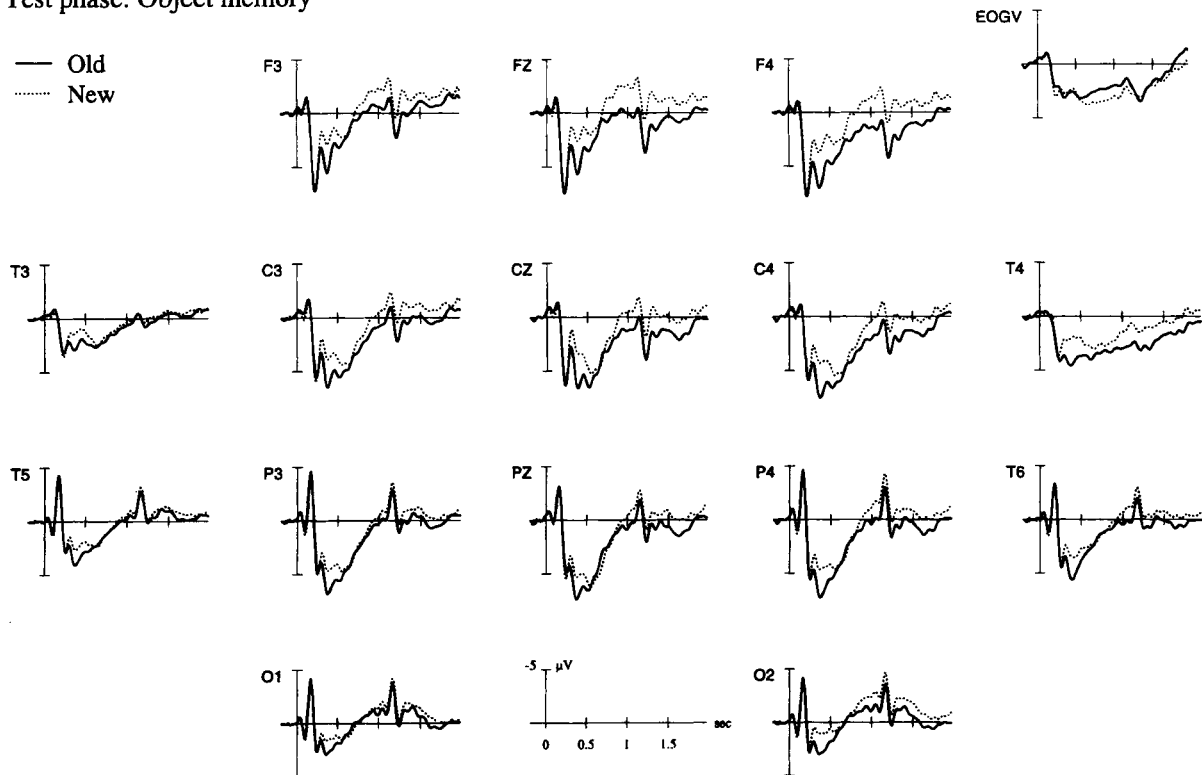 Test phase: Object memory
EOGV
Old
New
F3
FZ
F4
T3
C3
CZ
C4
T4
T5
P3
PZ
P4
T6
O1
-5 μV
O2
sec
0 0.5 1 1.5